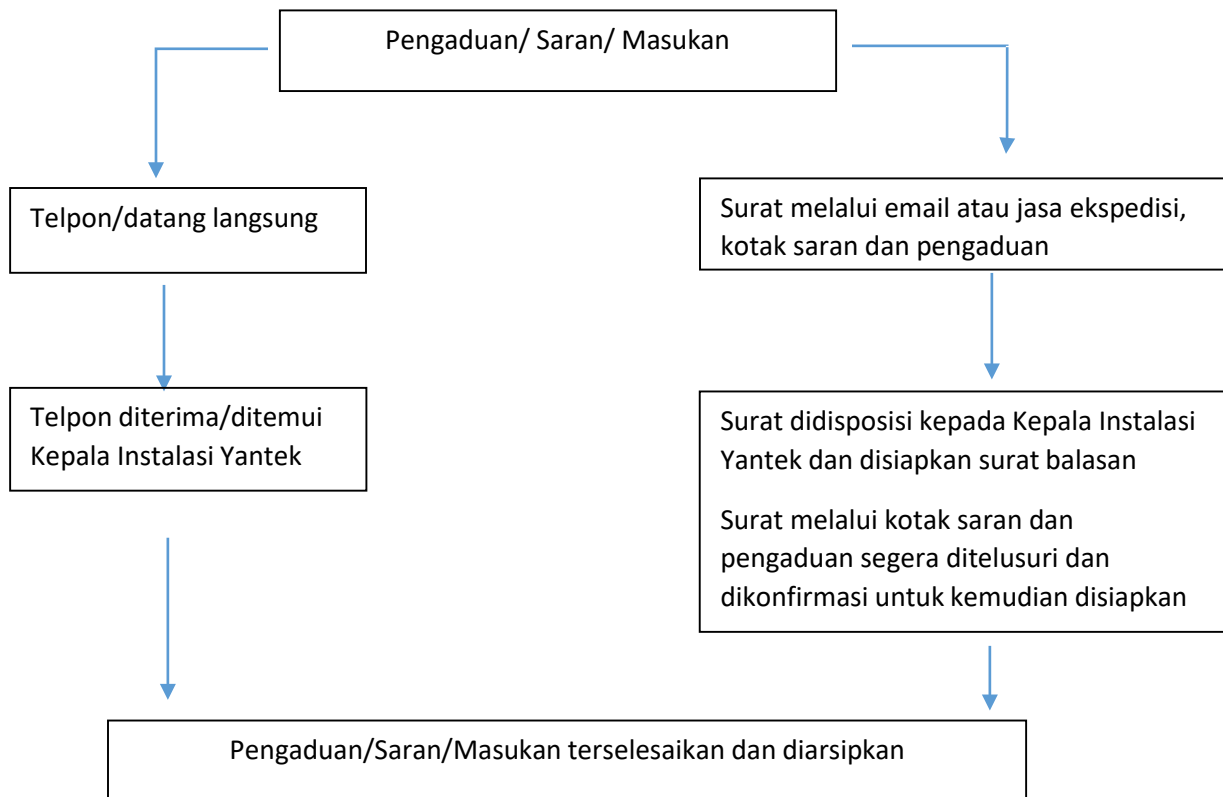 Pengaduan/ Saran/ Masukan
Telpon/datang langsung
Surat melalui email atau jasa ekspedisi,
kotak saran dan pengaduan
Telpon diterima/ditemui
Kepala Instalasi Yantek
Surat didisposisi kepada Kepala Instalasi
Yantek dan disiapkan surat balasan
Surat melalui kotak saran dan
pengaduan segera ditelusuri dan
dikonfirmasi untuk kemudian disiapkan
Pengaduan/Saran/Masukan terselesaikan dan diarsipkan